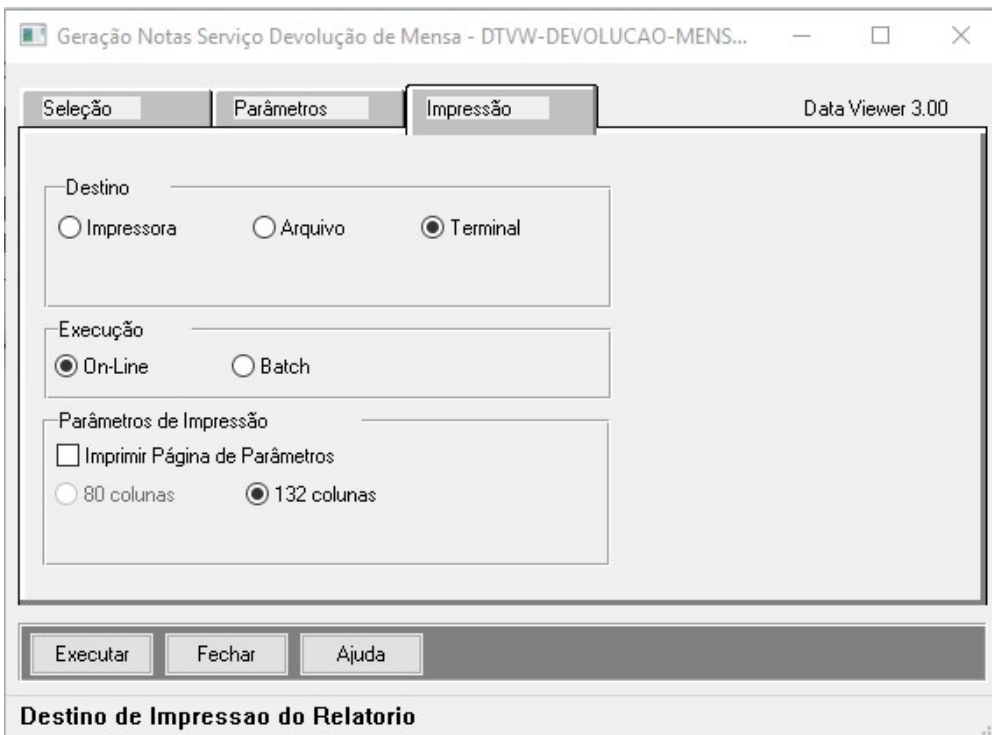 Geração Notas Serviço Devolução de Mensa - DTVW-DEVOLUCAO-MENS...
Seleção Parâmetros Impressão Data Viewer 3.00
Destino
Impressora Arquivo Terminal
Execução
On-Line Batch
Parâmetros de Impressão
Imprimir Página de Parâmetros
80 colunas 132 colunas
Executar Fechar Ajuda
Destino de Impressao do Relatorio